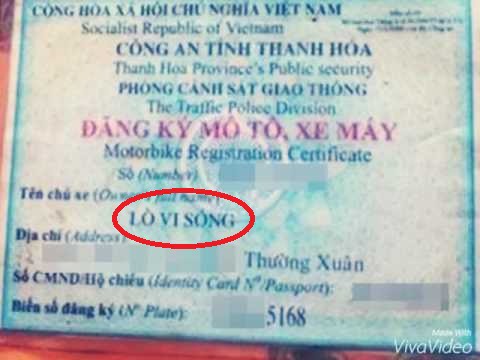 CỘNG HÒA XÃ HỘI CHỦ NGHĨA VIỆT NAM
Socialist Republic of Vietnam
CÔNG AN TỈNH THANH HÓA
Thanh Hoa Province's Public security
PHÒNG CẢNH SÁT GIAO THÔNG
The Traffic Police Division
ĐĂNG KÝ MÔ TÔ, XE MÁY
Motorbike Registration Certificate
Số (Number)
Tên chủ xe (Owner's full name)
LÒ VI SÓNG
Địa chỉ (Address)
Thường Xuân
Số CMND/Hộ chiếu (Identity Card Nº/Passport):
Biển số đăng ký (Nº Plate): 5168
Made With
VivaVideo